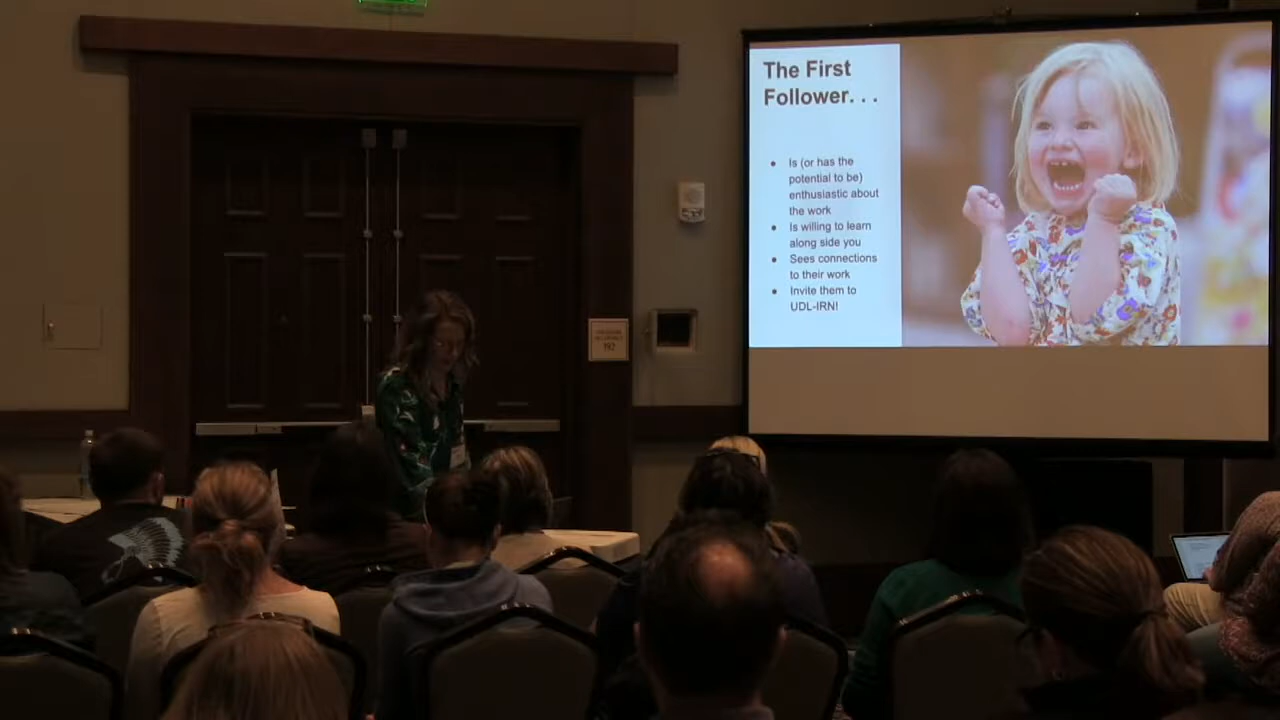 The First
Follower. . .
● Is (or has the
potential to be)
enthusiastic about
the work
● Is willing to learn
along side you
● Sees connections
to their work
● Invite them to
UDL-IRN!
192